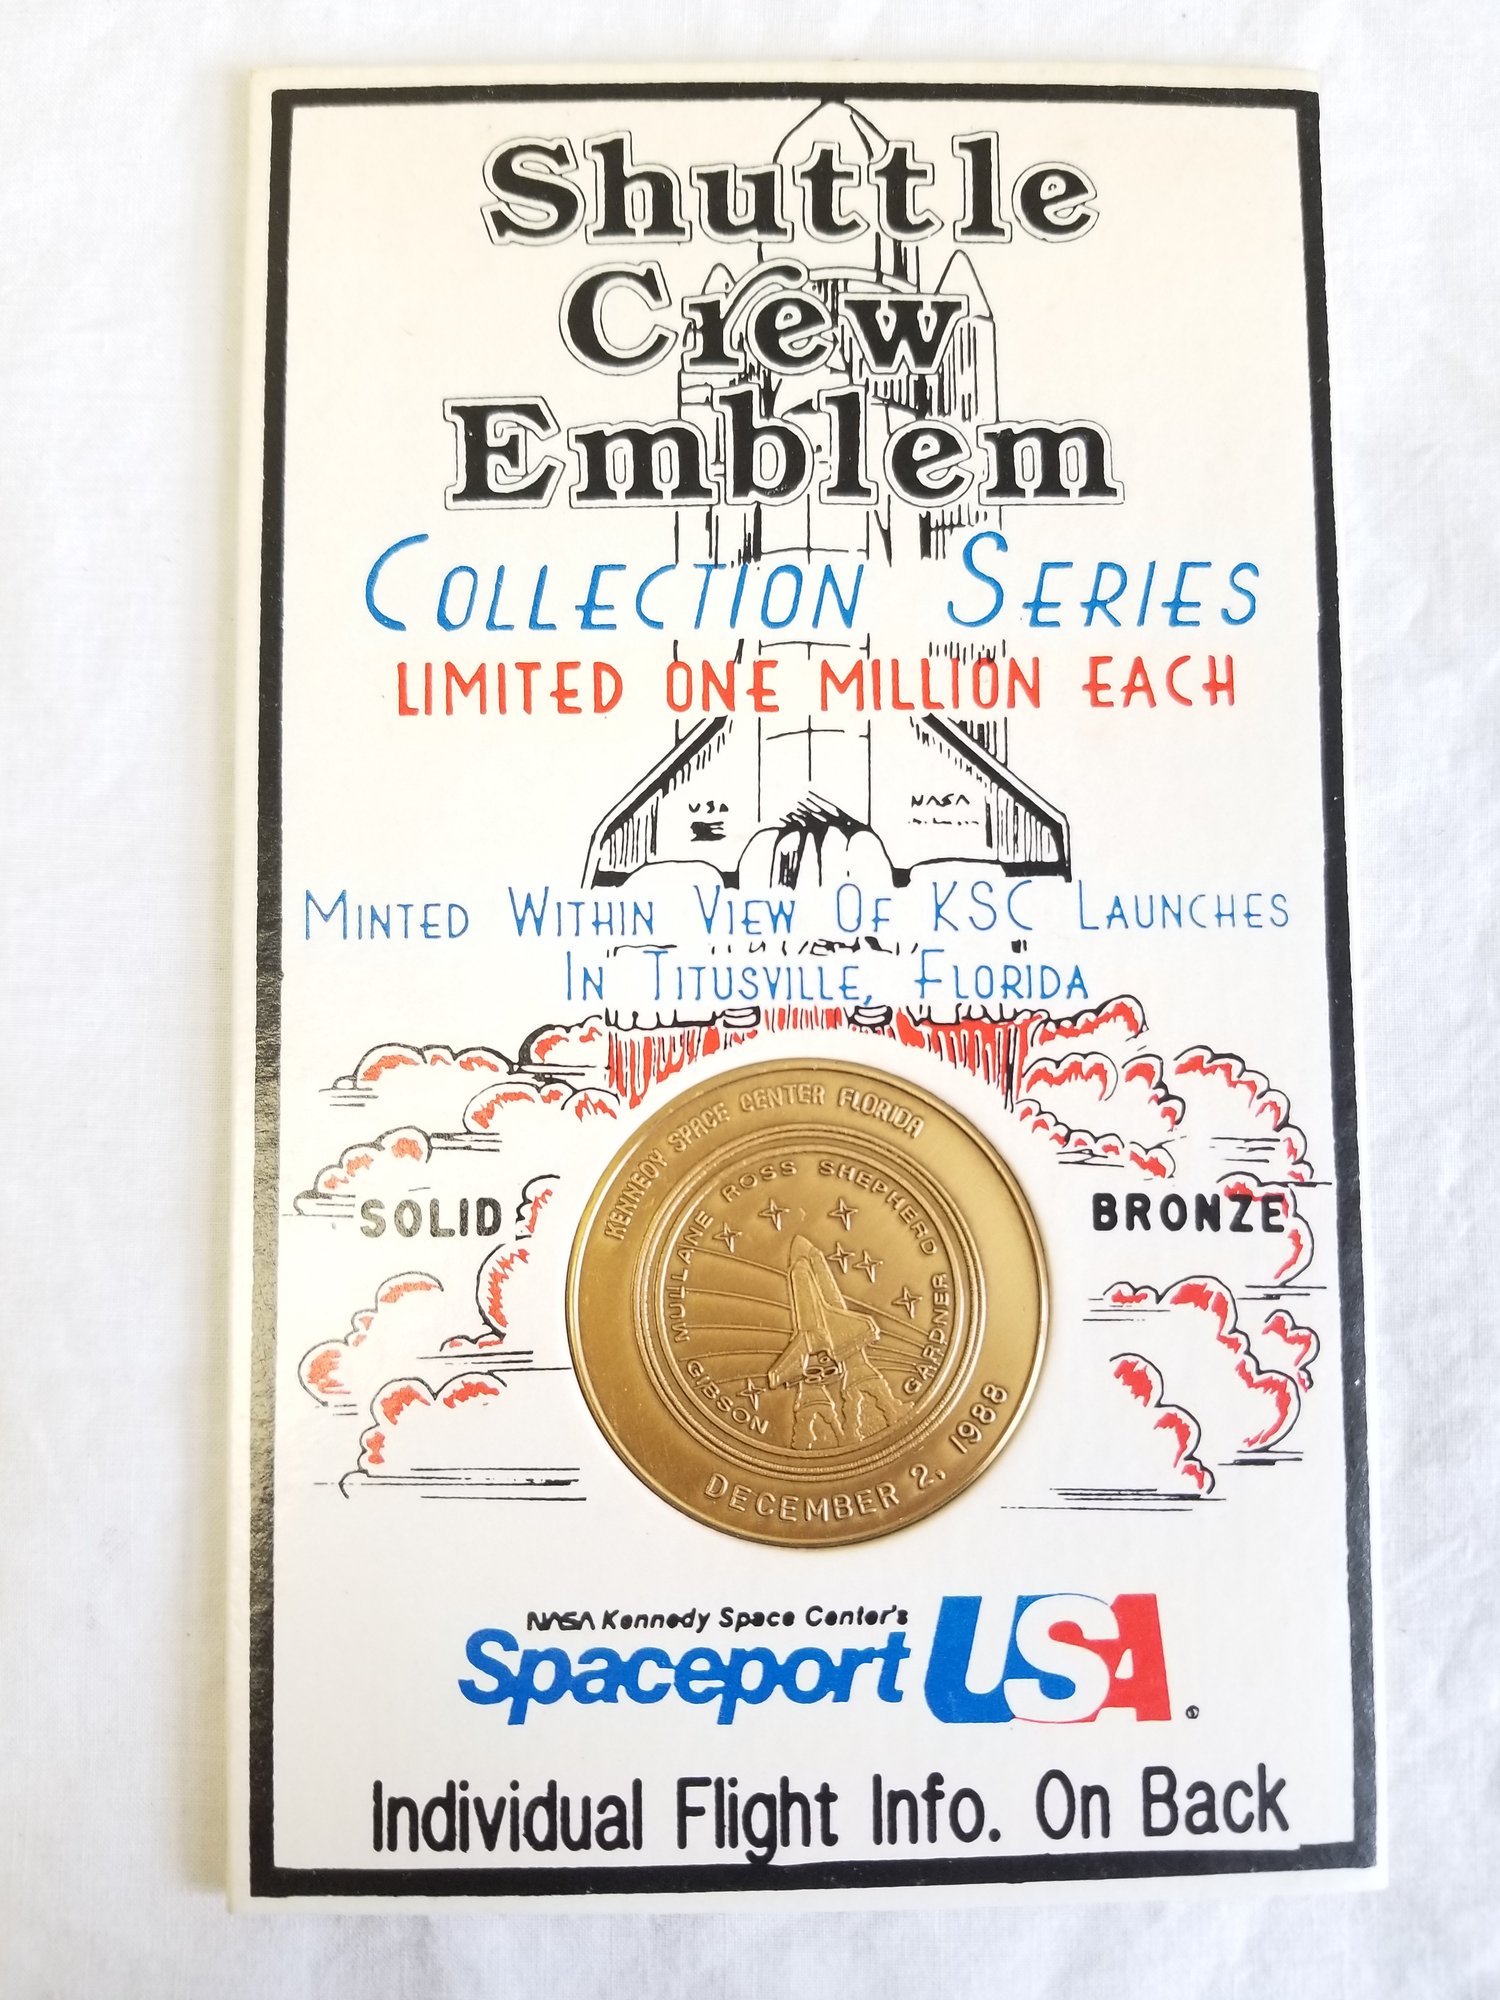 Shuttle
Crew
Emblem
COLLECTION SERIES
LIMITED ONE MILLION EACH
USA
NASA
MINTED WITHIN VIEW OF KSC LAUNCHES
IN TITUSVILLE, FLORIDA
SOLID
BRONZE
KENNEDY SPACE CENTER FLORIDA
MULLANE ROSS SHEPHERD
GIBSON
GARDNER
DECEMBER 2, 1988
NASA Kennedy Space Center's
Spaceport USA ®
Individual Flight Info. On Back